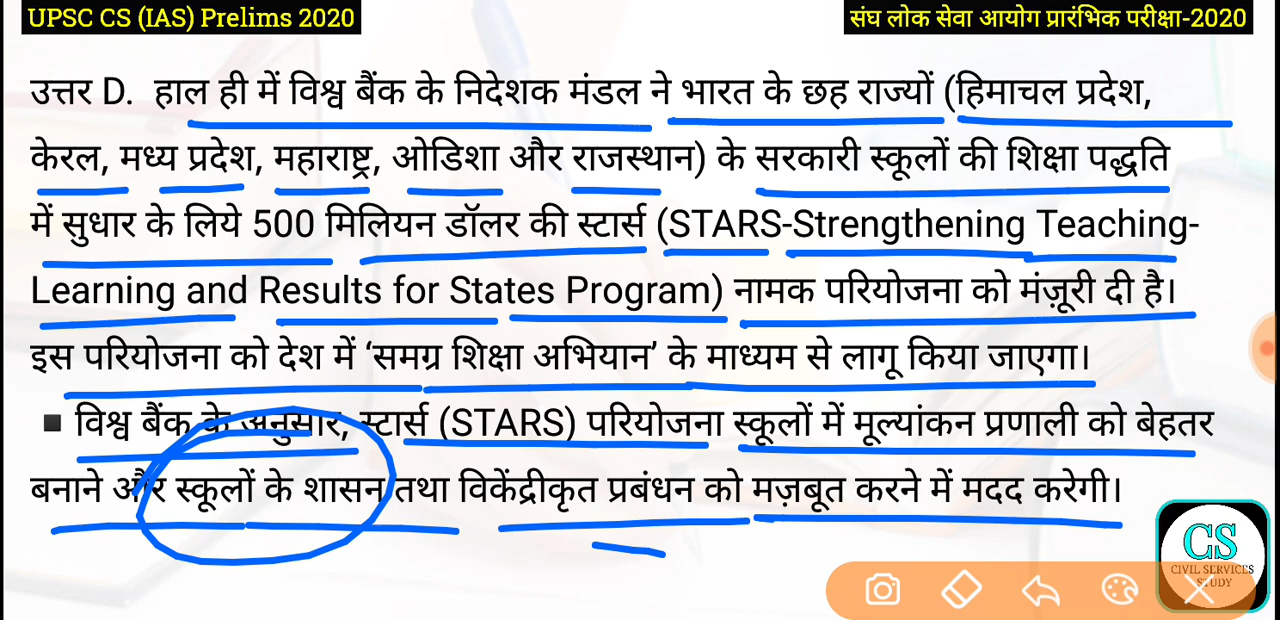 UPSC CS (IAS) Prelims 2020
संघ लोक सेवा आयोग प्रारंभिक परीक्षा-2020
उत्तर D. हाल ही में विश्व बैंक के निदेशक मंडल ने भारत के छह राज्यों (हिमाचल प्रदेश,
केरल, मध्य प्रदेश, महाराष्ट्र, ओडिशा और राजस्थान) के सरकारी स्कूलों की शिक्षा पद्धति
में सुधार के लिये 500 मिलियन डॉलर की स्टार्स (STARS-Strengthening Teaching-
Learning and Results for States Program) नामक परियोजना को मंज़ूरी दी है।
इस परियोजना को देश में ‘समग्र शिक्षा अभियान’ के माध्यम से लागू किया जाएगा।
▪ विश्व बैंक के अनुसार, स्टार्स (STARS) परियोजना स्कूलों में मूल्यांकन प्रणाली को बेहतर
बनाने और स्कूलों के शासन तथा विकेंद्रीकृत प्रबंधन को मज़बूत करने में मदद करेगी।
CS
CIVIL SERVICES
STUDY